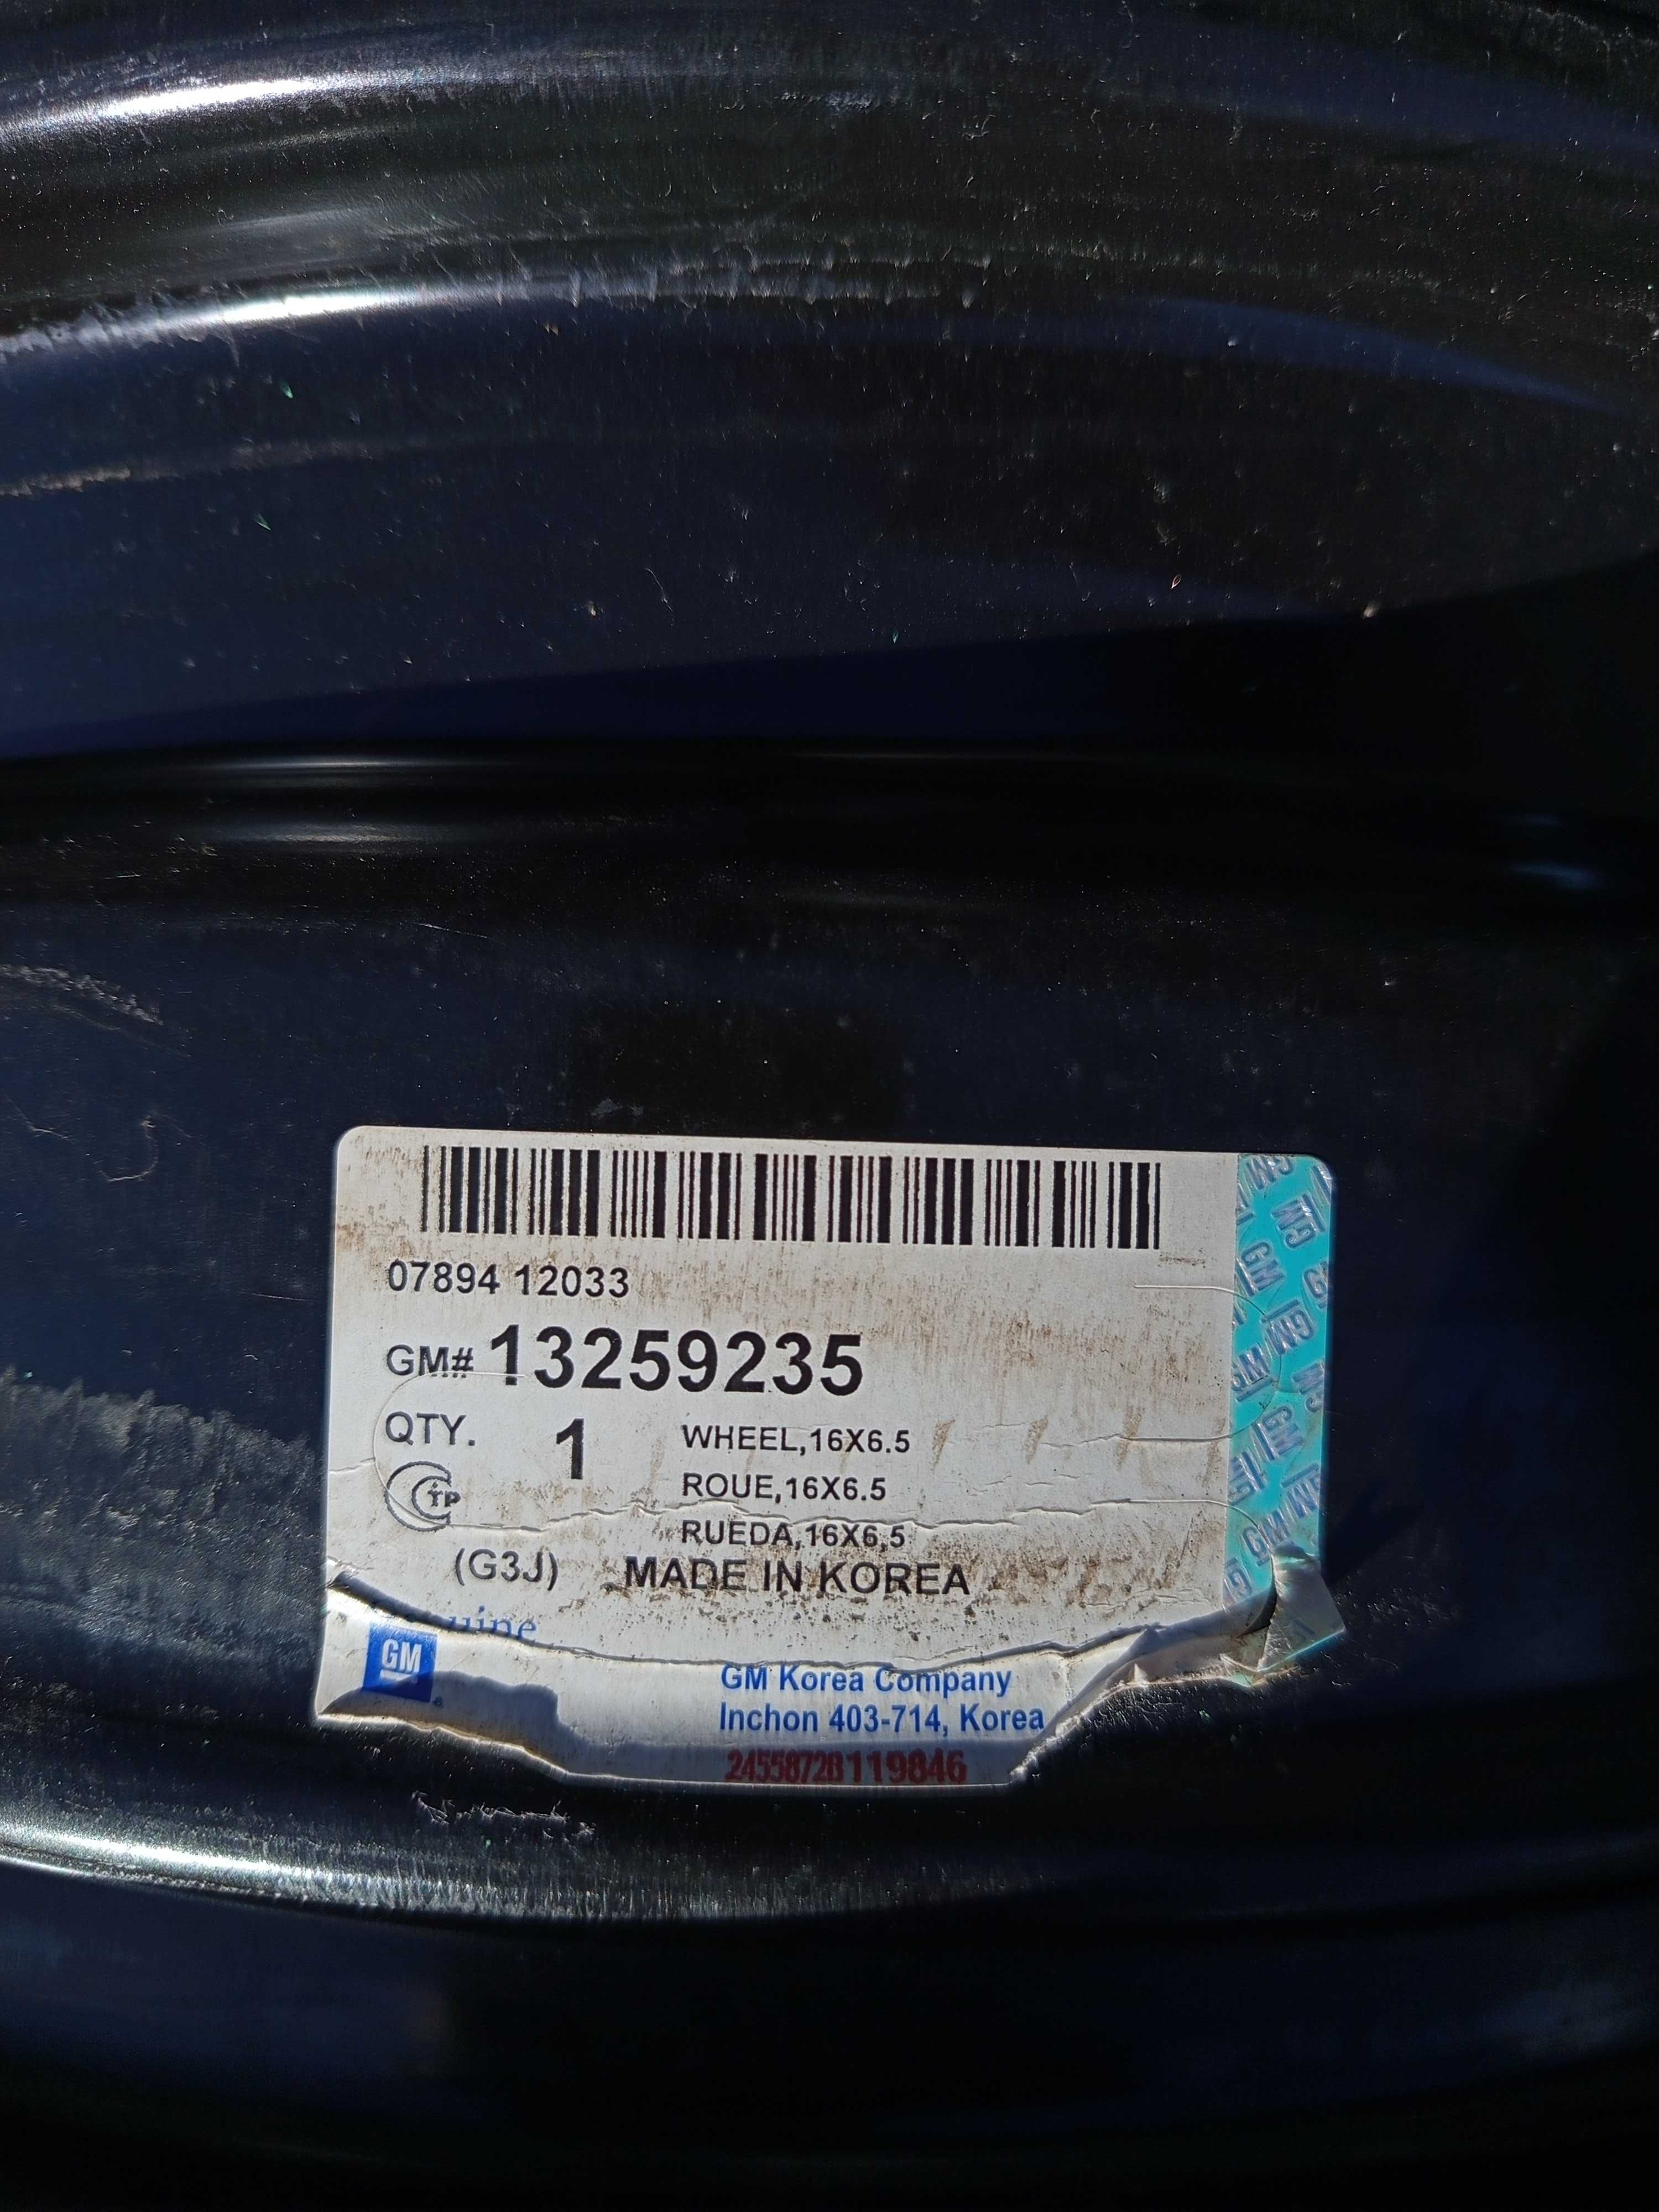 07894 12033
GM# 13259235
QTY. 1 WHEEL,16X6.5
ROUE,16X6.5
RUEDA,16X6,5
(G3J) MADE IN KOREA
GM
GM Korea Company
Inchon 403-714, Korea
24558728119846